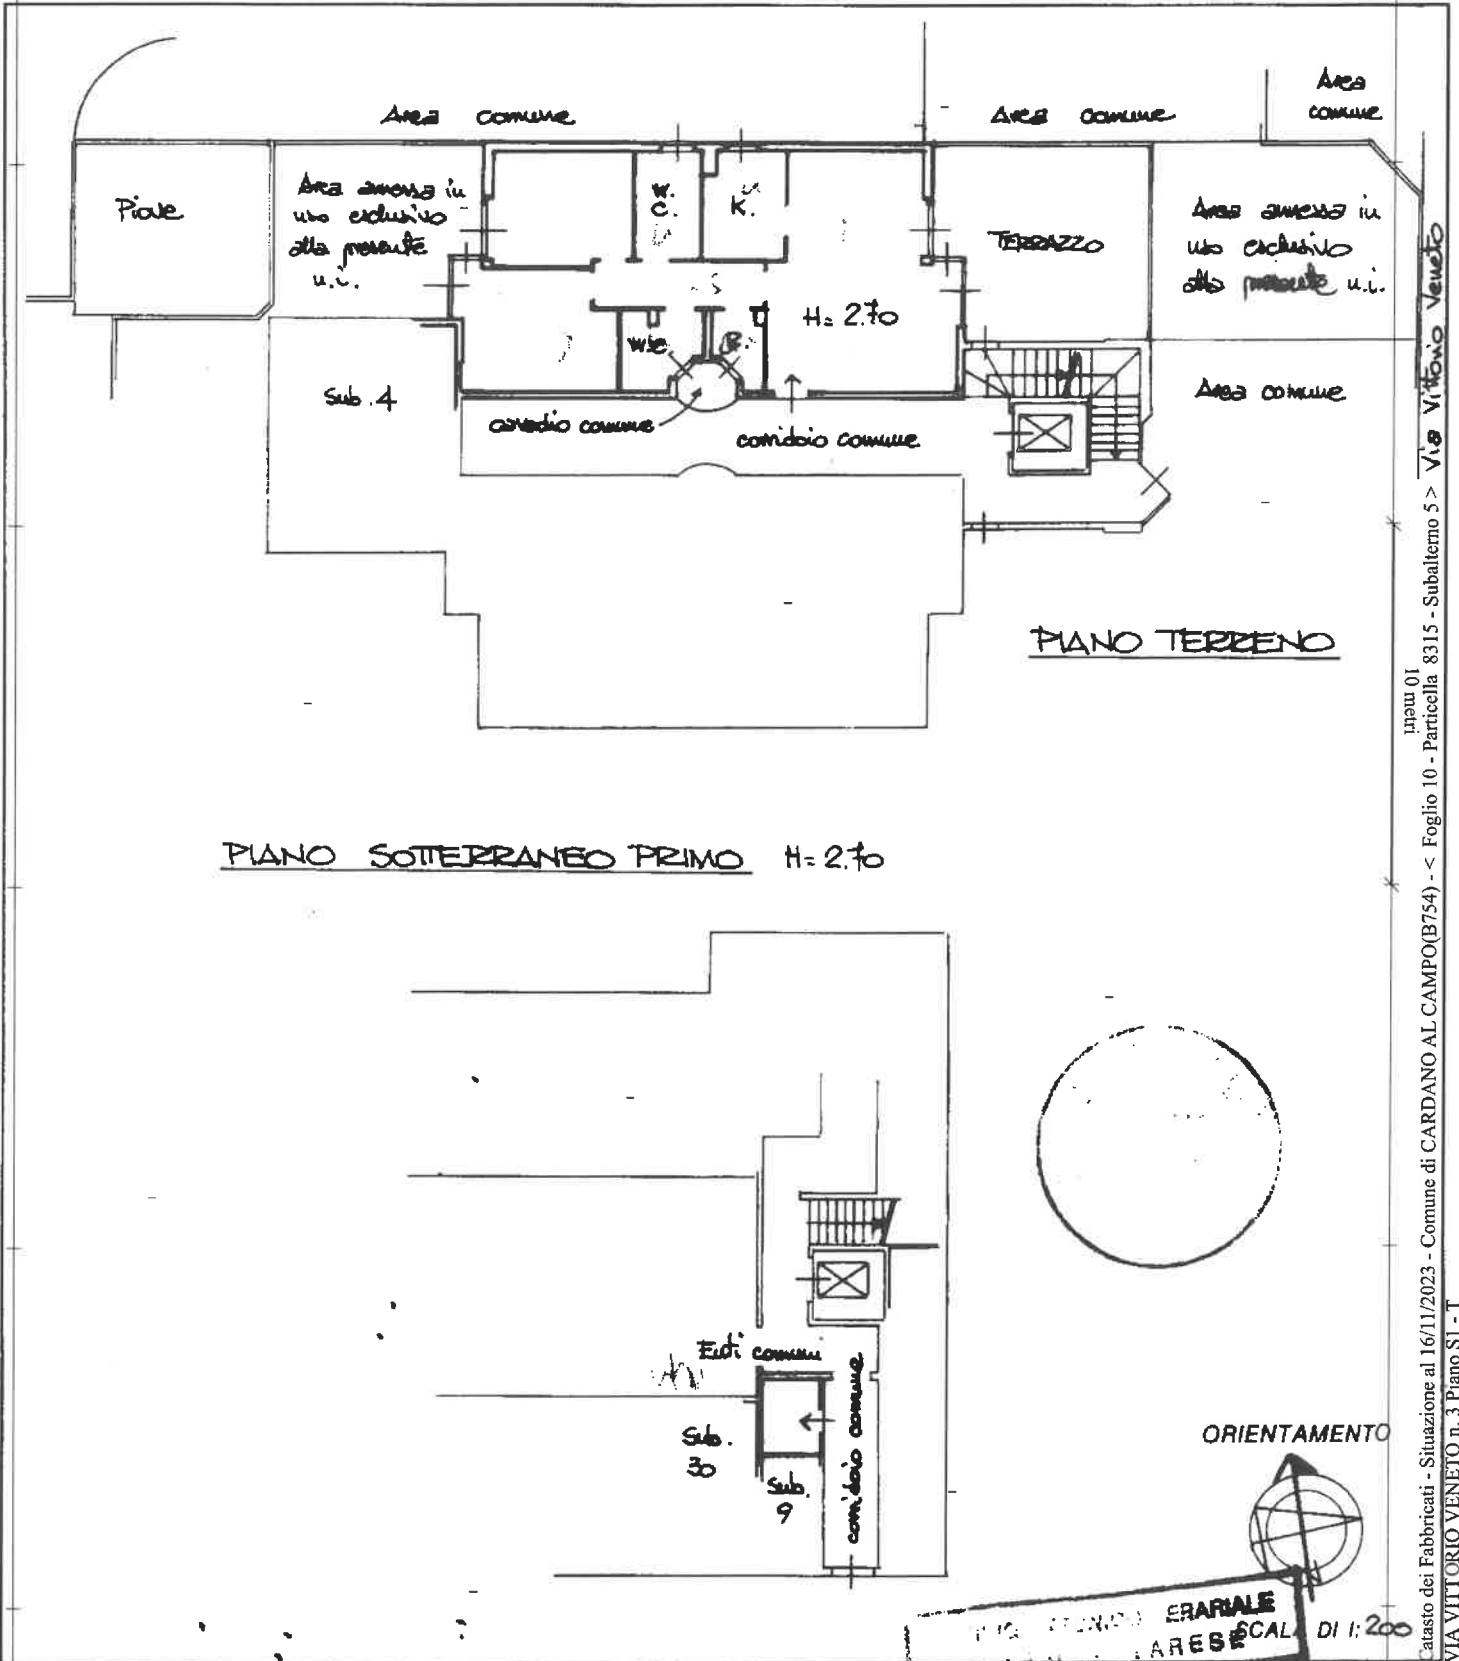 Area comune
Area comune
Area
comune
Piove
Area annessa in
uso esclusivo
alla presente
u.i.
W.
C.
K.
TERRAZZO
Area annessa in
uso esclusivo
alla presente u.i.
H= 2.70
W.C.
R.
Sub. 4
Area comune
cavedio comune
corridoio comune
PIANO TERRENO
PIANO SOTTERRANEO PRIMO H= 2.70
Enti comuni
Sub.
30
Sub.
9
corridoio comune
ORIENTAMENTO
ERARIALE
SCALA DI 1: 200
ARESE
10 metri
Catasto dei Fabbricati - Situazione al 16/11/2023 - Comune di CARDANO AL CAMPO(B754) - < Foglio 10 - Particella 8315 - Subalterno 5 >
VIA VITTORIO VENETO n. 3 Piano S1 - T
Via Vittorio Veneto